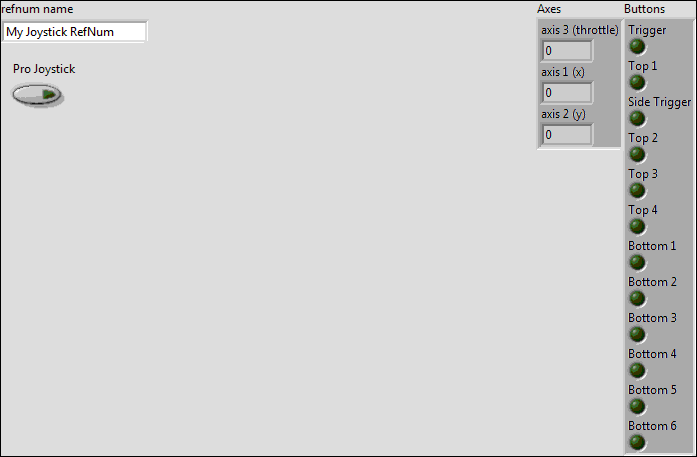 refnum name
My Joystick RefNum
Pro Joystick
Axes
axis 3 (throttle)
0
axis 1 (x)
0
axis 2 (y)
0
Buttons
Trigger
Top 1
Side Trigger
Top 2
Top 3
Top 4
Bottom 1
Bottom 2
Bottom 3
Bottom 4
Bottom 5
Bottom 6